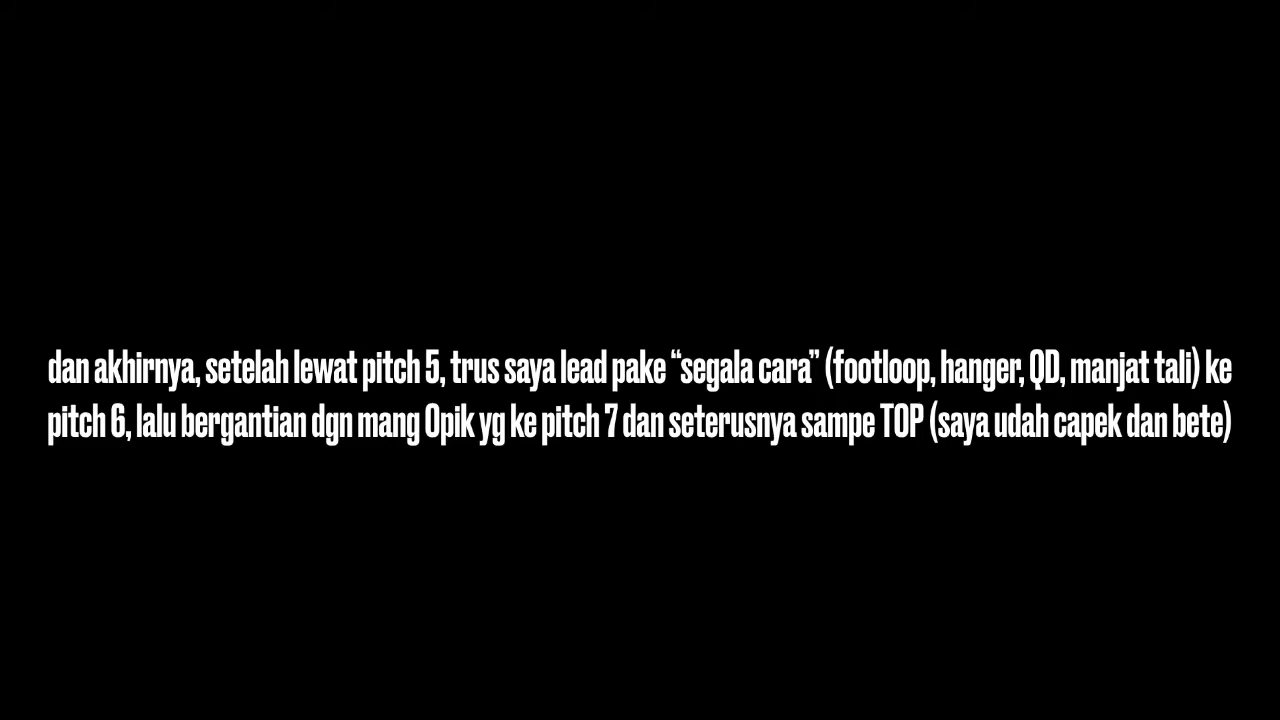 dan akhirnya, setelah lewat pitch 5, trus saya lead pake “segala cara” (footloop, hanger, QD, manjat tali) ke
pitch 6, lalu bergantian dgn mang Opik yg ke pitch 7 dan seterusnya sampe TOP (saya udah capek dan bete)